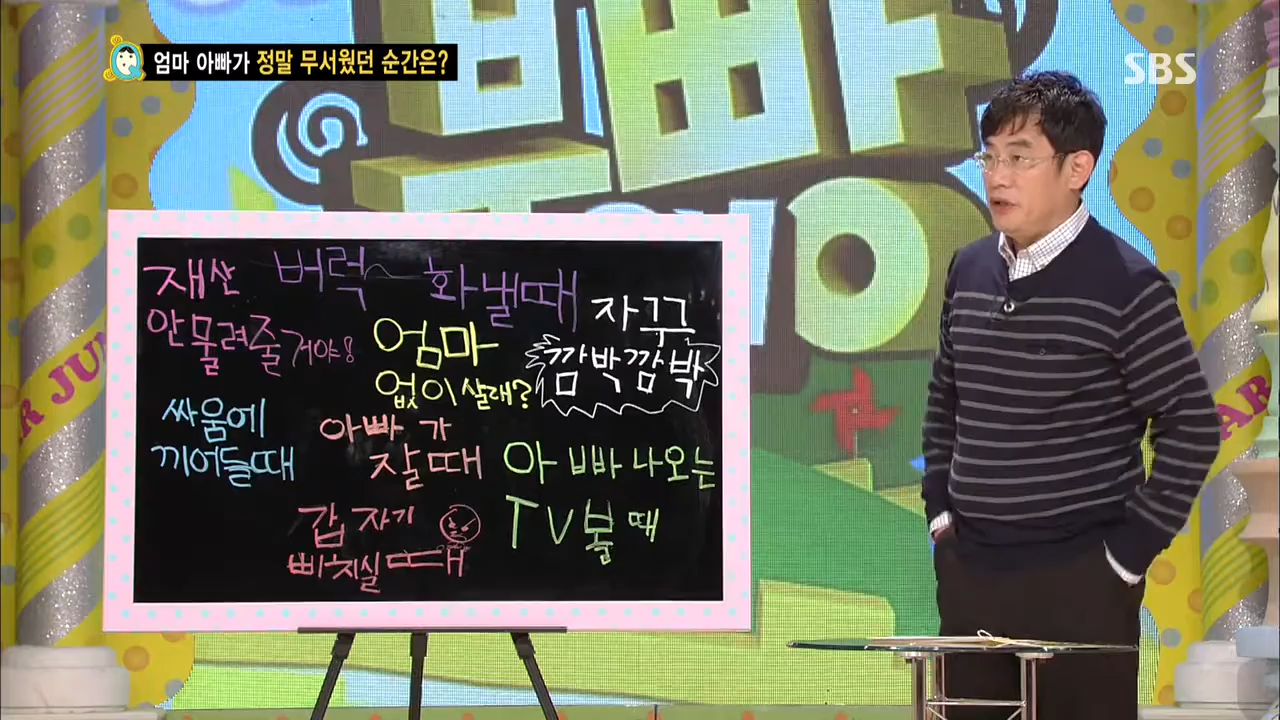 엄마 아빠가 정말 무서웠던 순간은?
SBS
버럭 화낼때
재산
안물려줄거야!
엄마
없이 살래?
자꾸
깜박깜박
싸움에
끼어들때
아빠가
잘때
아빠 나오는
TV볼때
갑자기
삐치실때